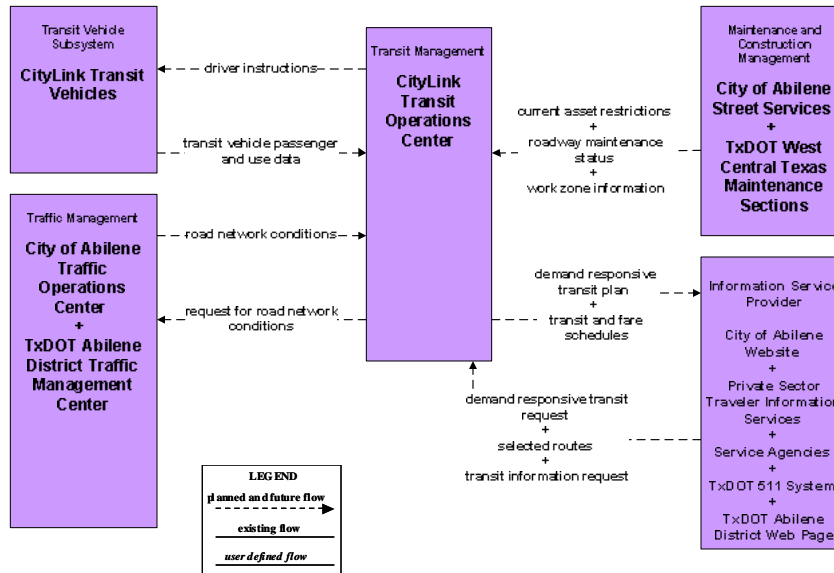 Transit Vehicle
Subsystem
CityLink Transit
Vehicles
driver instructions
transit vehicle passenger
and use data
Transit Management
CityLink
Transit
Operations
Center
current asset restrictions
+
roadway maintenance
status
+
work zone information
Maintenance and
Construction
Management
City of Abilene
Street Services
+
TxDOT West
Central Texas
Maintenance
Sections
Traffic Management
City of Abilene
Traffic
Operations
Center
+
TxDOT Abilene
District Traffic
Management
Center
road network conditions
request for road network
conditions
demand responsive
transit plan
+
transit and fare
schedules
demand responsive transit
request
+
selected routes
+
transit information request
Information Service
Provider
City of Abilene
Website
+
Private Sector
Traveler Information
Services
+
Service Agencies
+
TxDOT 511 System
+
TxDOT Abilene
District Web Page
LEGEND
planned and future flow
existing flow
user defined flow